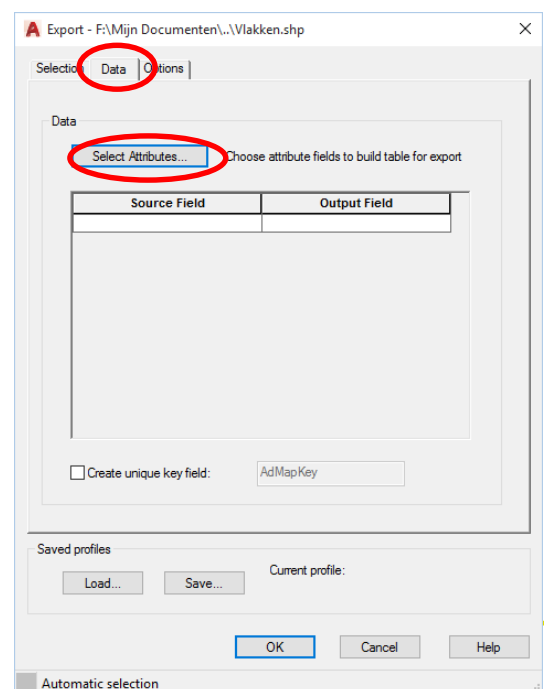 Export - F:\Mijn Documenten\..\Vlakken.shp
Selection Data Options
Data
Select Attributes... Choose attribute fields to build table for export
Source Field Output Field
Create unique key field: AdMapKey
Saved profiles
Current profile:
Load... Save...
OK Cancel Help
Automatic selection